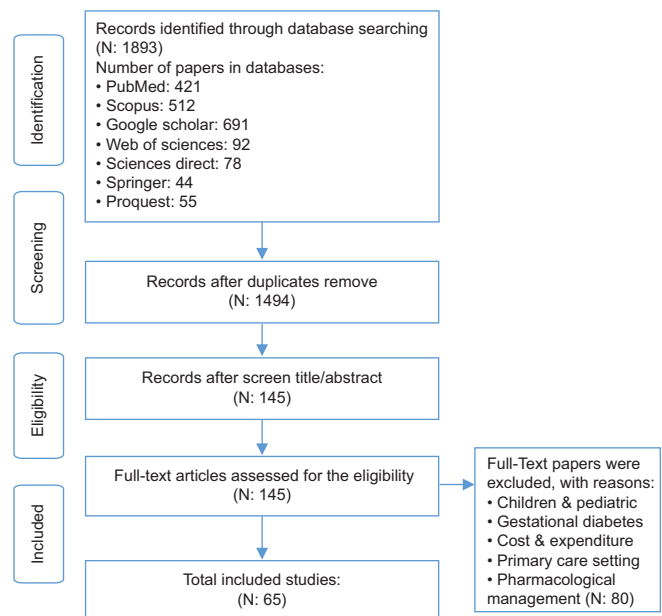 Identification
Records identified through database searching
(N: 1893)
Number of papers in databases:
• PubMed: 421
• Scopus: 512
• Google scholar: 691
• Web of sciences: 92
• Sciences direct: 78
• Springer: 44
• Proquest: 55
Screening
Records after duplicates remove
(N: 1494)
Eligibility
Records after screen title/abstract
(N: 145)
Full-text articles assessed for the eligibility
(N: 145)
Full-Text papers were
excluded, with reasons:
• Children & pediatric
• Gestational diabetes
• Cost & expenditure
• Primary care setting
• Pharmacological
management (N: 80)
Included
Total included studies:
(N: 65)